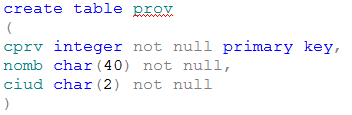 create table prov
(
cprv integer not null primary key,
nomb char(40) not null,
ciud char(2) not null
)